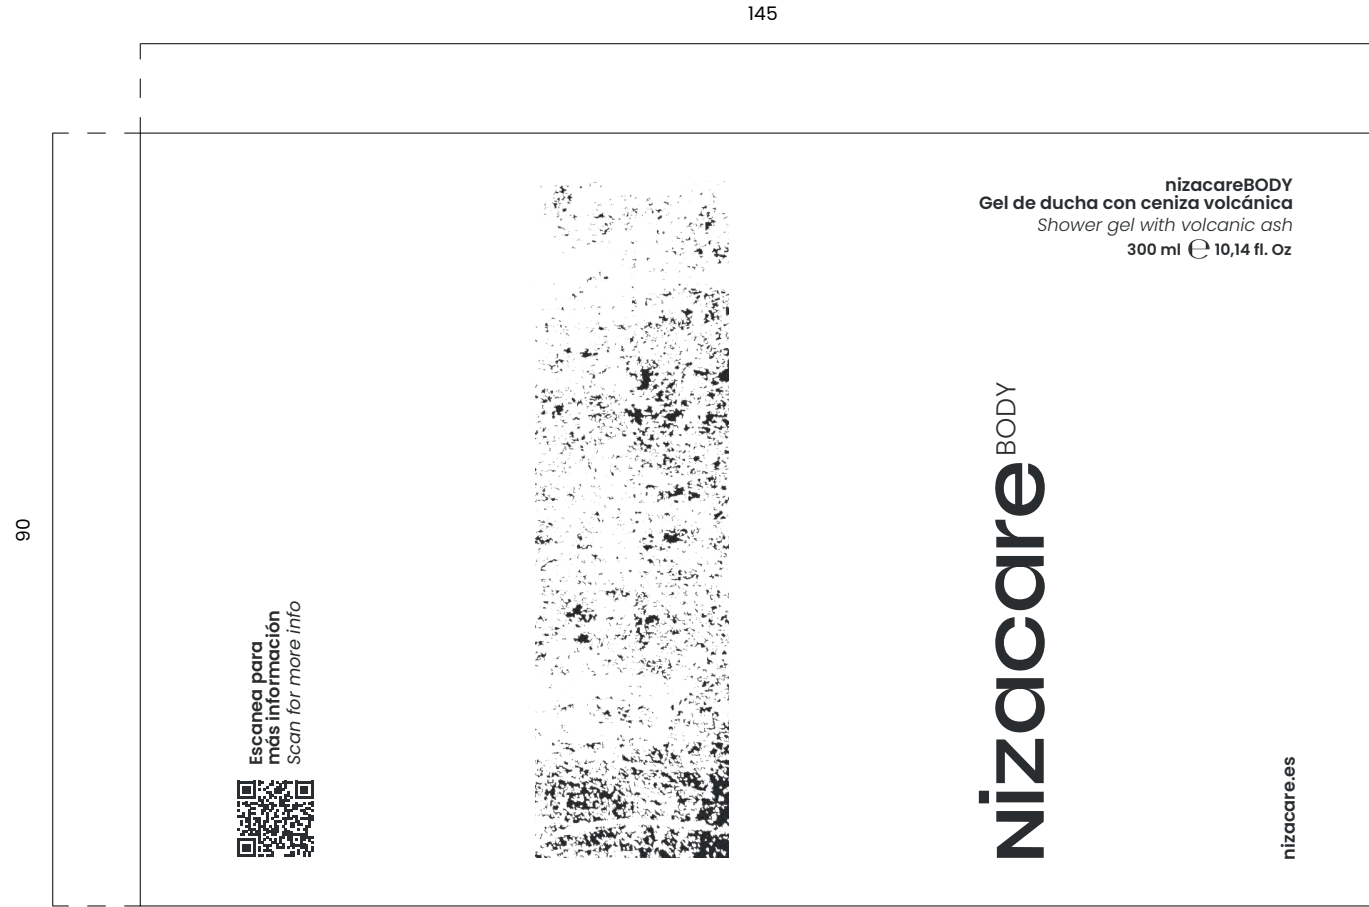 145
90
nizacareBODY
Gel de ducha con ceniza volcánica
Shower gel with volcanic ash
300 ml ℮ 10,14 fl. Oz
nizacare BODY
Escanea para
más información
Scan for more info
nizacare.es